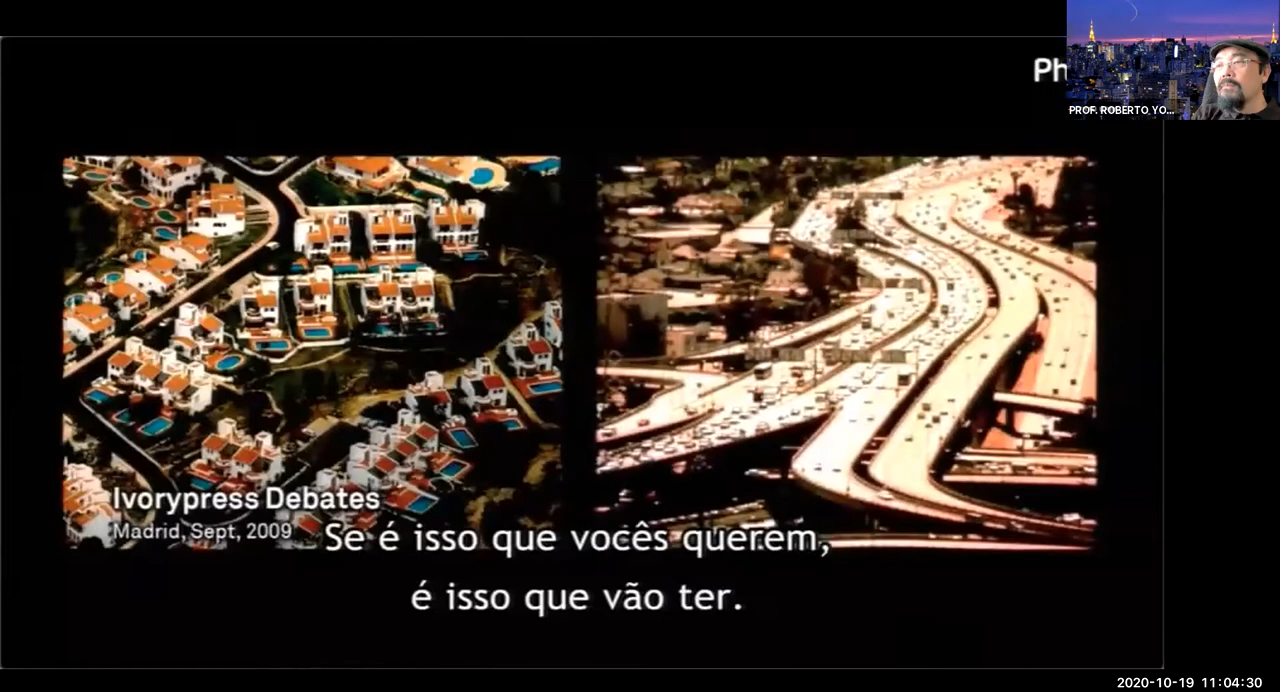 Ph
PROF. ROBERTO YO...
Ivorypress Debates
Madrid, Sept, 2009
Se é isso que vocês querem,
é isso que vão ter.
2020-10-19 11:04:30